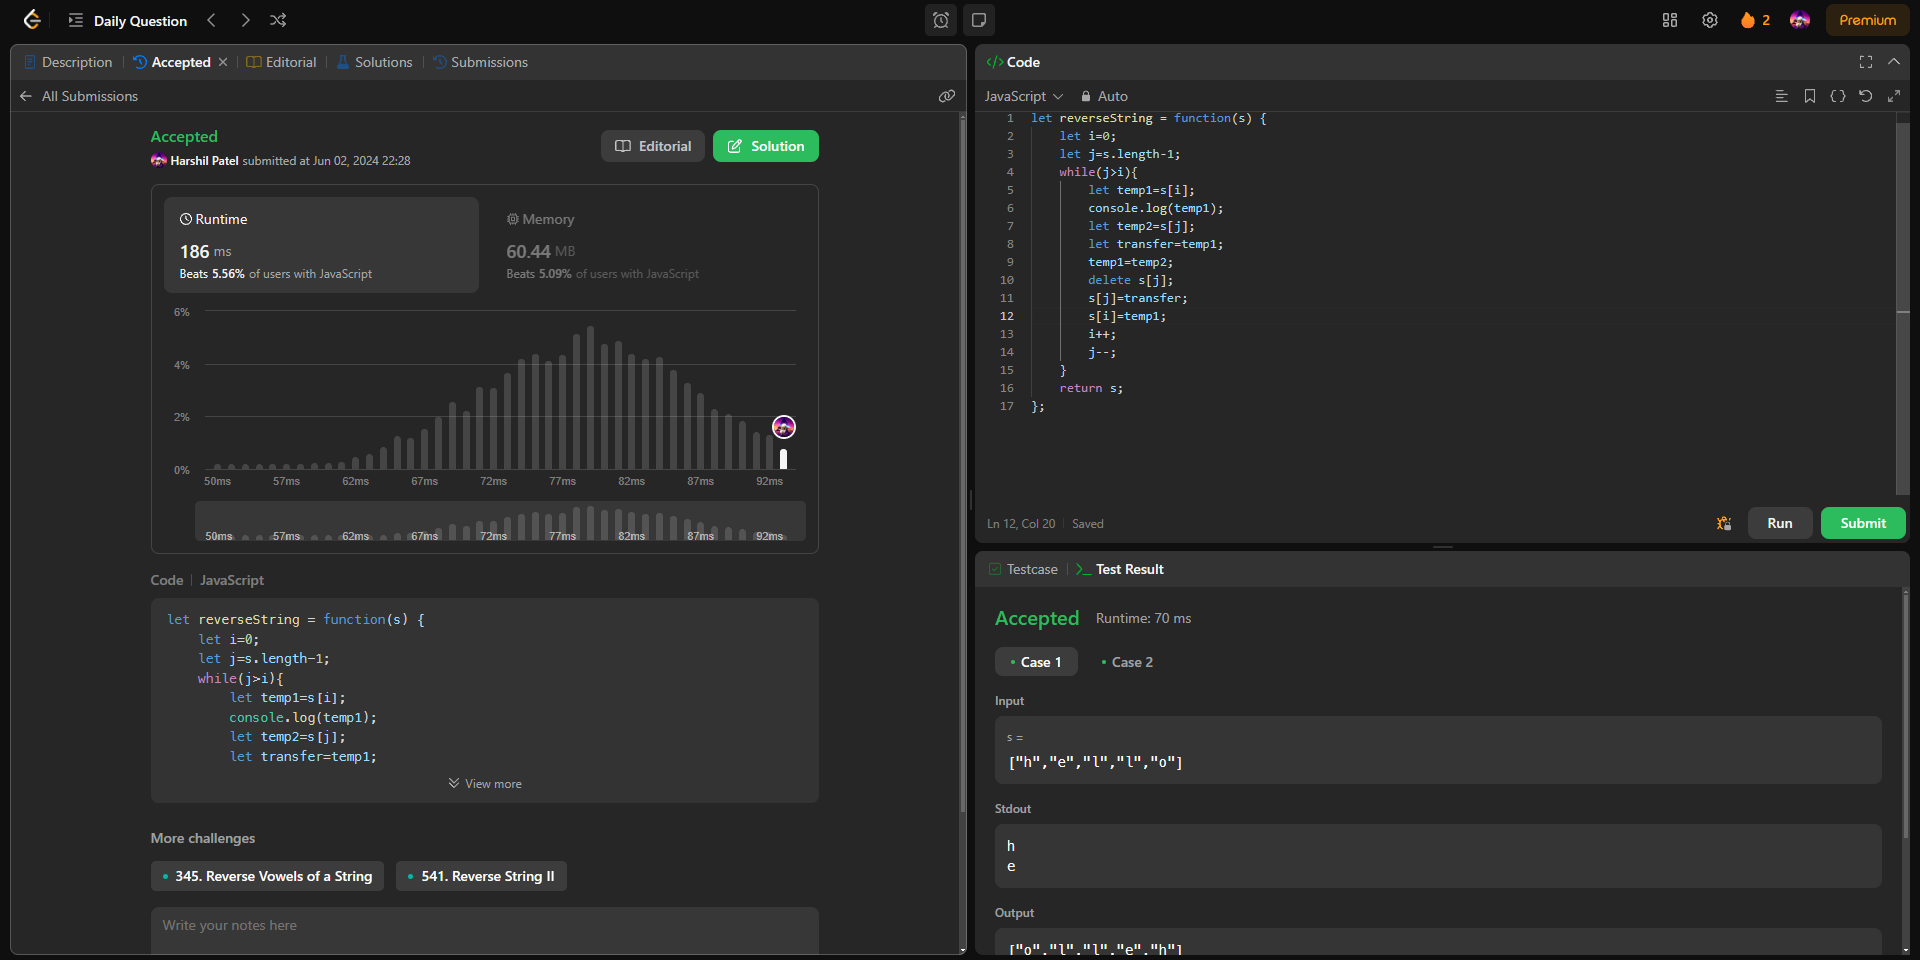 Daily Question
2
Premium
Description
Accepted
Editorial
Solutions
Submissions
All Submissions
Accepted
Harshil Patel submitted at Jun 02, 2024 22:28
Editorial
Solution
Runtime
186 ms
Beats 5.56% of users with JavaScript
Memory
60.44 MB
Beats 5.09% of users with JavaScript
6%
4%
2%
0%
50ms 57ms 62ms 67ms 72ms 77ms 82ms 87ms 92ms
50ms 57ms 62ms 67ms 72ms 77ms 82ms 87ms 92ms
Code
JavaScript
let reverseString = function(s) {
let i=0;
let j=s.length-1;
while(j>i){
let temp1=s[i];
console.log(temp1);
let temp2=s[j];
let transfer=temp1;
View more
More challenges
345. Reverse Vowels of a String
541. Reverse String II
Write your notes here
</> Code
JavaScript
Auto
1 let reverseString = function(s) {
2 let i=0;
3 let j=s.length-1;
4 while(j>i){
5 let temp1=s[i];
6 console.log(temp1);
7 let temp2=s[j];
8 let transfer=temp1;
9 temp1=temp2;
10 delete s[j];
11 s[j]=transfer;
12 s[i]=temp1;
13 i++;
14 j--;
15 }
16 return s;
17 };
Ln 12, Col 20
Saved
Run
Submit
Testcase
>_ Test Result
Accepted
Runtime: 70 ms
Case 1
Case 2
Input
s =
["h","e","l","l","o"]
Stdout
h
e
Output
["o","l","l","e","h"]